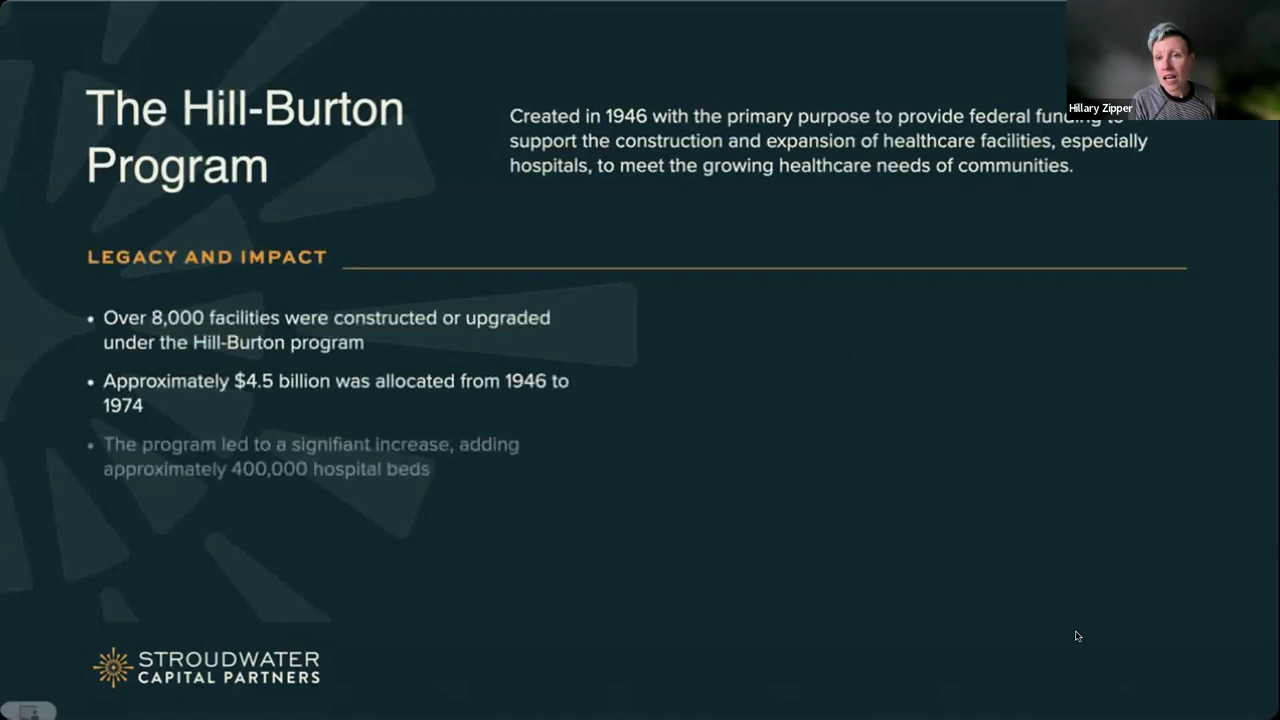 The Hill-Burton
Program
Created in 1946 with the primary purpose to provide federal funding to
support the construction and expansion of healthcare facilities, especially
hospitals, to meet the growing healthcare needs of communities.
Hillary Zipper
LEGACY AND IMPACT
• Over 8,000 facilities were constructed or upgraded
under the Hill-Burton program
• Approximately $4.5 billion was allocated from 1946 to
1974
• The program led to a signifiant increase, adding
approximately 400,000 hospital beds
STROUDWATER
CAPITAL PARTNERS